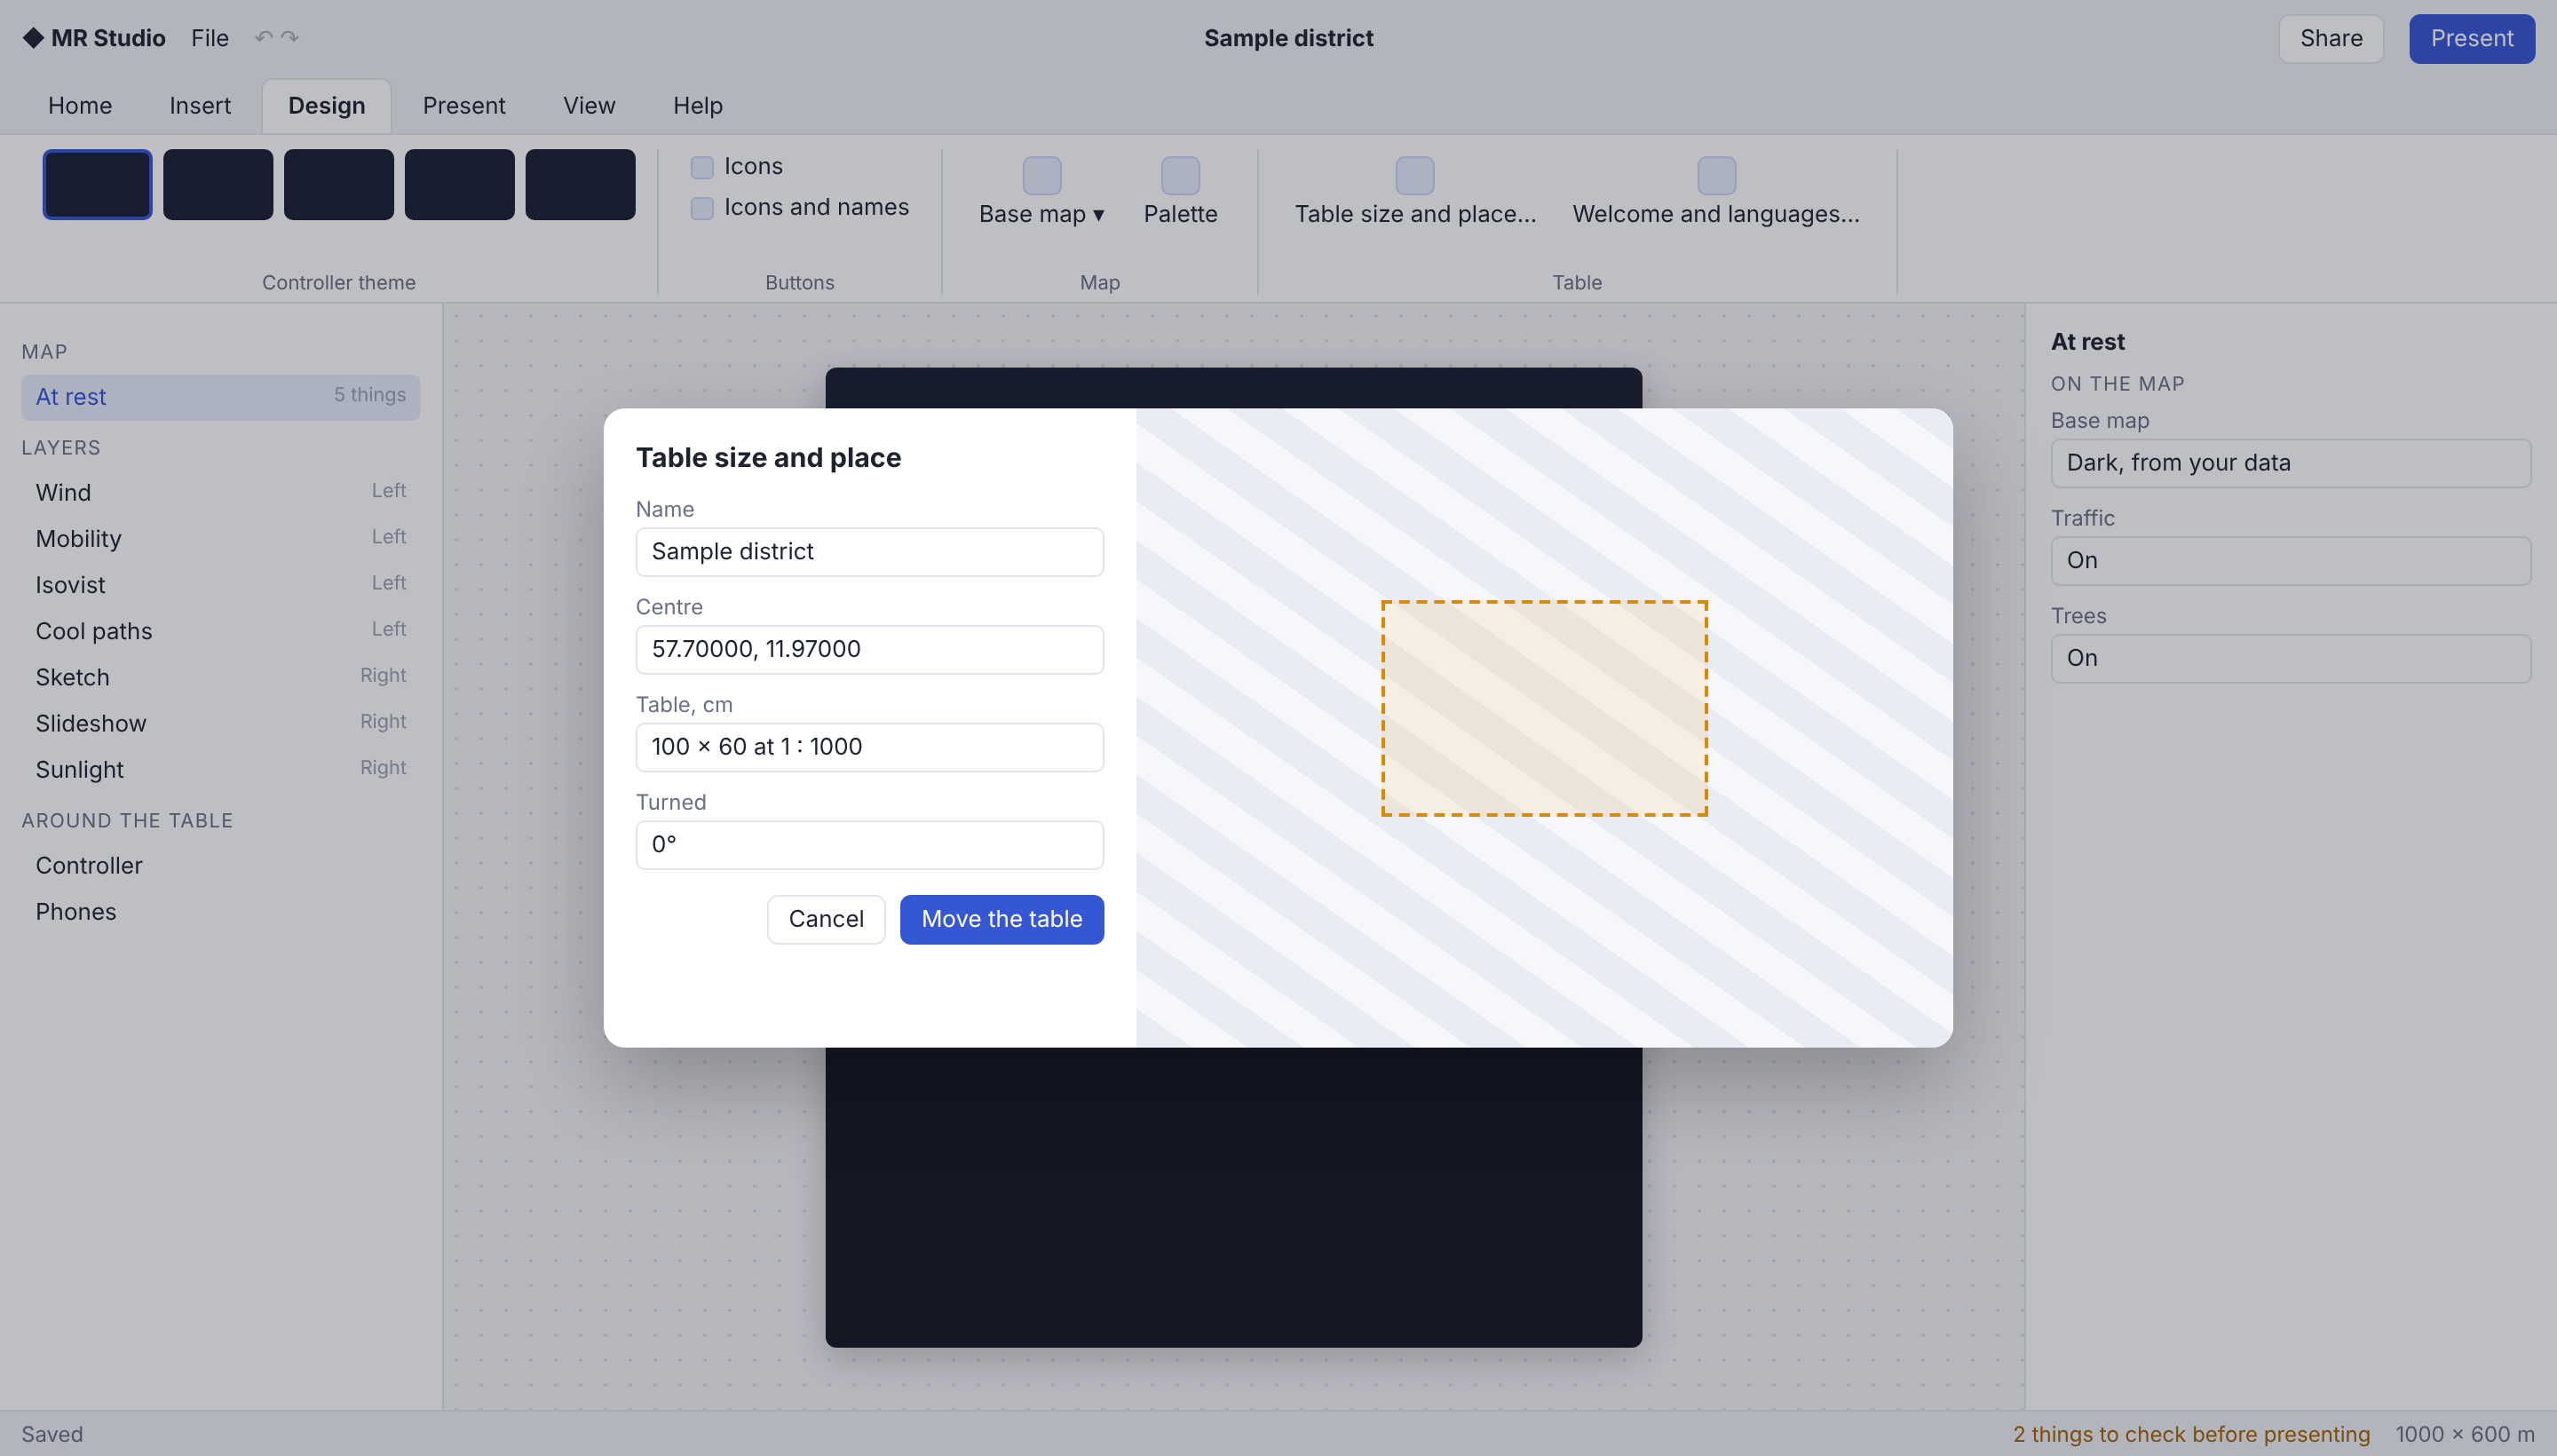 ◆ MR Studio File ↶ ↷ Sample district Share Present
Home Insert Design Present View Help
Icons
Icons and names
Base map ▾ Palette Table size and place... Welcome and languages...
Controller theme Buttons Map Table
MAP
At rest 5 things
LAYERS
Wind Left
Mobility Left
Isovist Left
Cool paths Left
Sketch Right
Slideshow Right
Sunlight Right
AROUND THE TABLE
Controller
Phones
Table size and place
Name
Sample district
Centre
57.70000, 11.97000
Table, cm
100 × 60 at 1 : 1000
Turned
0°
Cancel Move the table
At rest
ON THE MAP
Base map
Dark, from your data
Traffic
On
Trees
On
Saved 2 things to check before presenting 1000 × 600 m